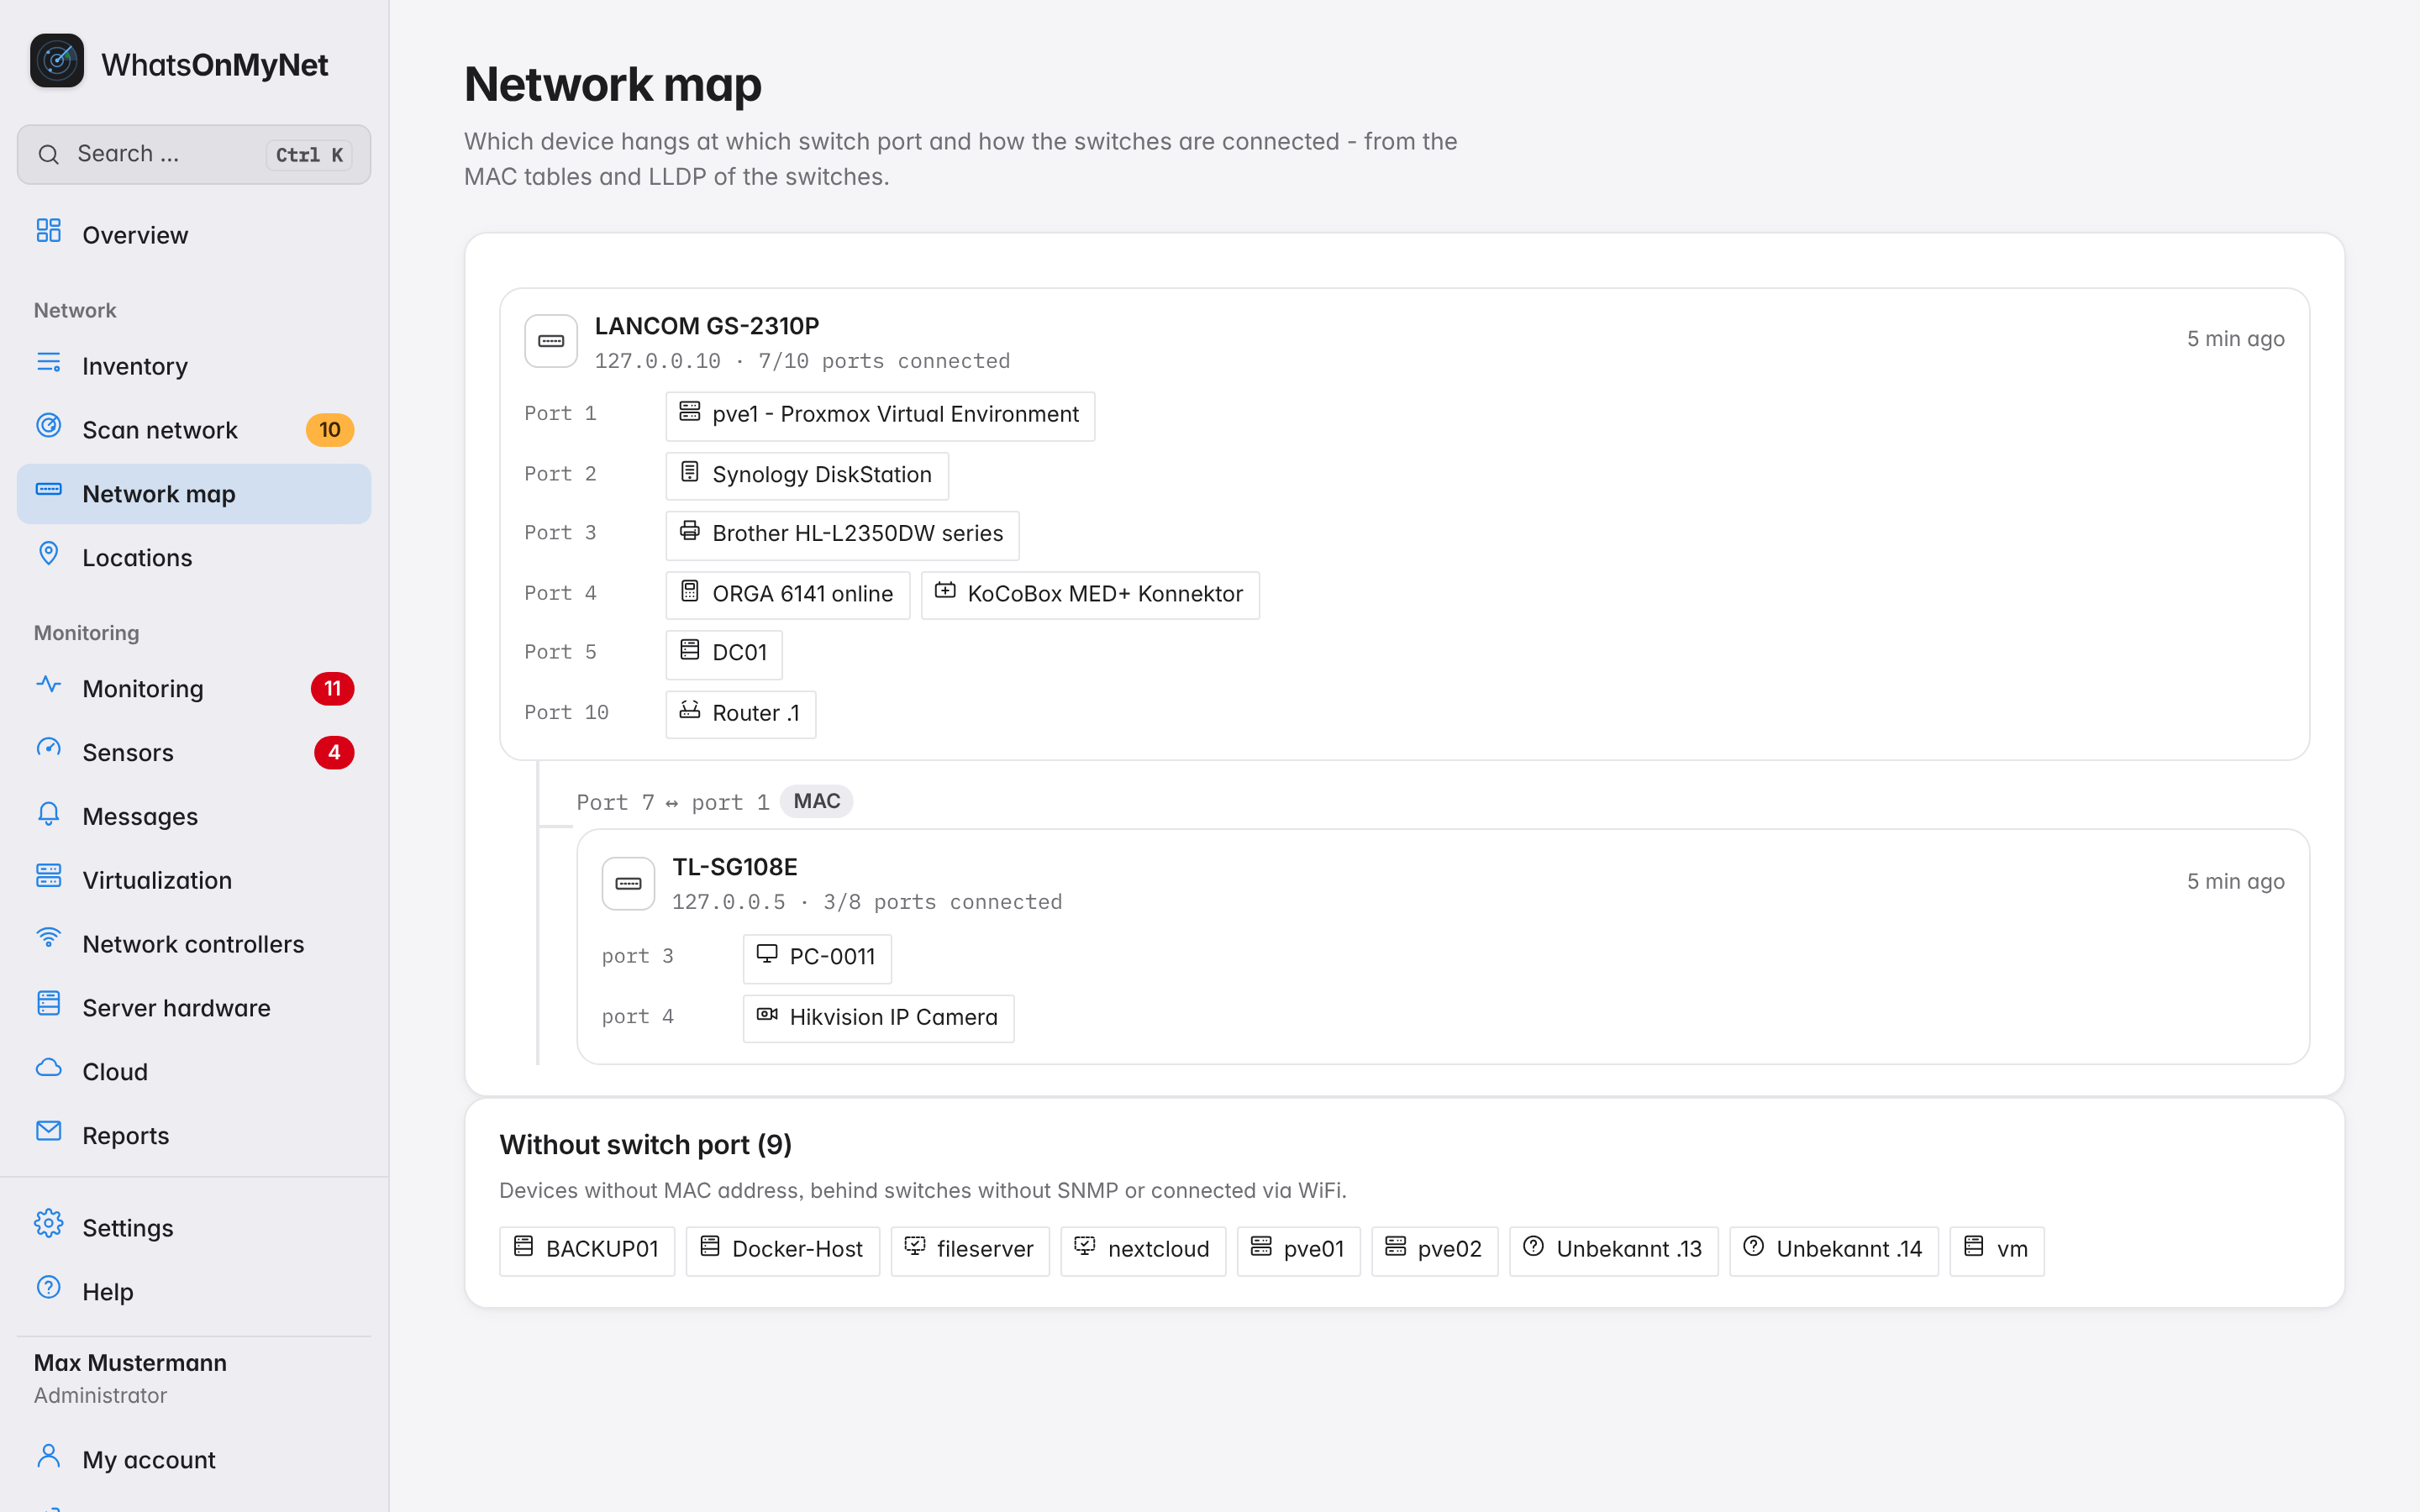 WhatsOnMyNet
Search ... Ctrl K
Overview
Network
Inventory
Scan network 10
Network map
Locations
Monitoring
Monitoring 11
Sensors 4
Messages
Virtualization
Network controllers
Server hardware
Cloud
Reports
Settings
Help
Max Mustermann
Administrator
My account
Network map
Which device hangs at which switch port and how the switches are connected - from the
MAC tables and LLDP of the switches.
LANCOM GS-2310P
127.0.0.10 · 7/10 ports connected
5 min ago
Port 1 pve1 - Proxmox Virtual Environment
Port 2 Synology DiskStation
Port 3 Brother HL-L2350DW series
Port 4 ORGA 6141 online KoCoBox MED+ Konnektor
Port 5 DC01
Port 10 Router .1
Port 7 ↔ port 1 MAC
TL-SG108E
127.0.0.5 · 3/8 ports connected
5 min ago
port 3 PC-0011
port 4 Hikvision IP Camera
Without switch port (9)
Devices without MAC address, behind switches without SNMP or connected via WiFi.
BACKUP01 Docker-Host fileserver nextcloud pve01 pve02 Unbekannt .13 Unbekannt .14 vm